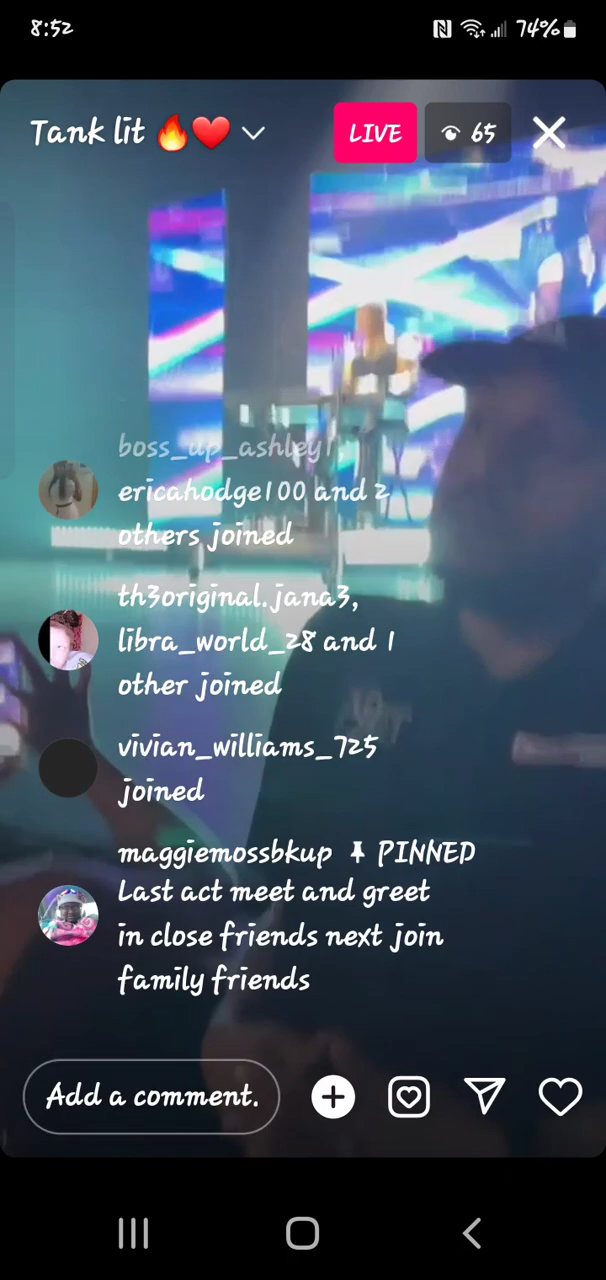 8:52
74%
Tank lit 🔥❤️
LIVE
65
boss_up_ashley1,
ericahodge100 and 2
others joined
th3original.jana3,
libra_world_28 and 1
other joined
vivian_williams_725
joined
maggiemossbkup 📌 PINNED
Last act meet and greet
in close friends next join
family friends
Add a comment.